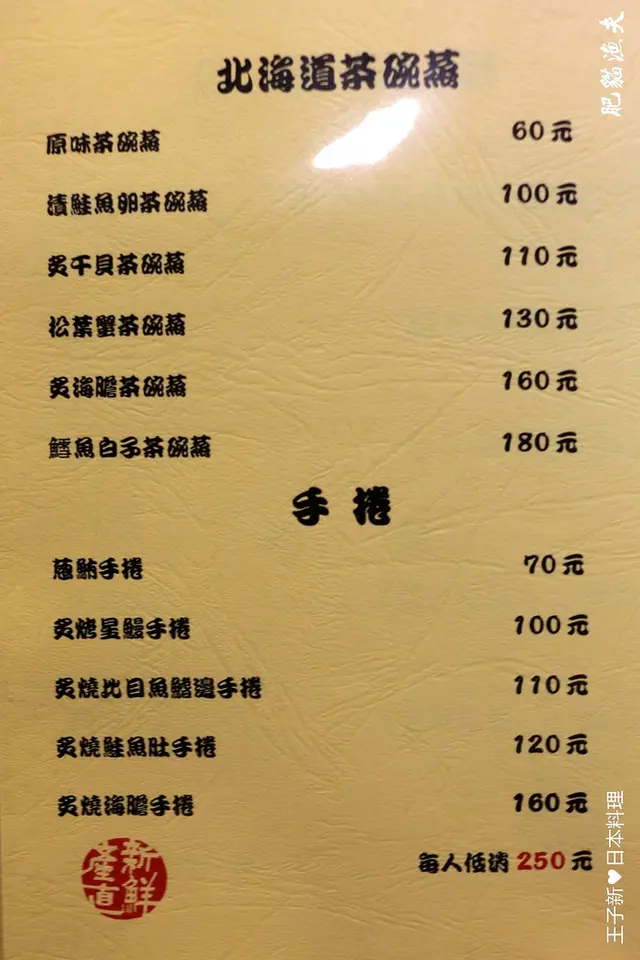 肥貓漁夫
北海道茶碗蒸
原味茶碗蒸 60元
漬鮭魚卵茶碗蒸 100元
炙干貝茶碗蒸 110元
松葉蟹茶碗蒸 130元
炙海膽茶碗蒸 160元
鱈魚白子茶碗蒸 180元
手捲
蔥鮪手捲 70元
炙烤星鰻手捲 100元
炙燒比目魚鰭邊手捲 110元
炙燒鮭魚肚手捲 120元
炙燒海膽手捲 160元
每人低消250元
新鮮
產直
王子新♥日本料理